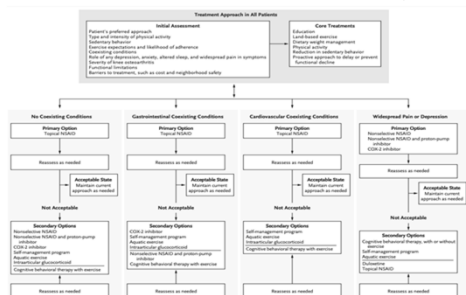 Treatment Approach in All Patients
Initial Assessment
Patient's preferred approach
Type and intensity of physical activity
Sedentary behavior
Exercise expectations and likelihood of adherence
Coexisting conditions
Role of any depression, anxiety, altered sleep, and widespread pain in symptoms
Severity of knee osteoarthritis
Functional limitations
Barriers to treatment, such as cost and neighborhood safety
Core Treatments
Education
Land-based exercise
Dietary weight management
Physical activity
Reduction in sedentary behavior
Proactive approach to delay or prevent
functional decline
No Coexisting Conditions
Primary Option
Topical NSAID
Reassess as needed
Acceptable State
Maintain current
approach as needed
Not Acceptable
Secondary Options
Nonselective NSAID
Nonselective NSAID and proton-pump
inhibitor
COX-2 inhibitor
Self-management program
Aquatic exercise
Intraarticular glucocorticoid
Cognitive behavioral therapy with exercise
Reassess as needed
Gastrointestinal Coexisting Conditions
Primary Option
Topical NSAID
Reassess as needed
Acceptable State
Maintain current
approach as needed
Not Acceptable
Secondary Options
COX-2 inhibitor
Self-management program
Aquatic exercise
Intraarticular glucocorticoid
Nonselective NSAID and proton-pump
inhibitor
Cognitive behavioral therapy with exercise
Reassess as needed
Cardiovascular Coexisting Conditions
Primary Option
Topical NSAID
Reassess as needed
Acceptable State
Maintain current
approach as needed
Not Acceptable
Secondary Options
Self-management program
Aquatic exercise
Intraarticular glucocorticoid
Cognitive behavioral therapy with exercise
Reassess as needed
Widespread Pain or Depression
Primary Option
Nonselective NSAID
Nonselective NSAID and proton-pump
inhibitor
COX-2 inhibitor
Reassess as needed
Acceptable State
Maintain current
approach as needed
Not Acceptable
Secondary Options
Cognitive behavioral therapy, with or without
exercise
Self-management program
Aquatic exercise
Duloxetine
Topical NSAID
Reassess as needed